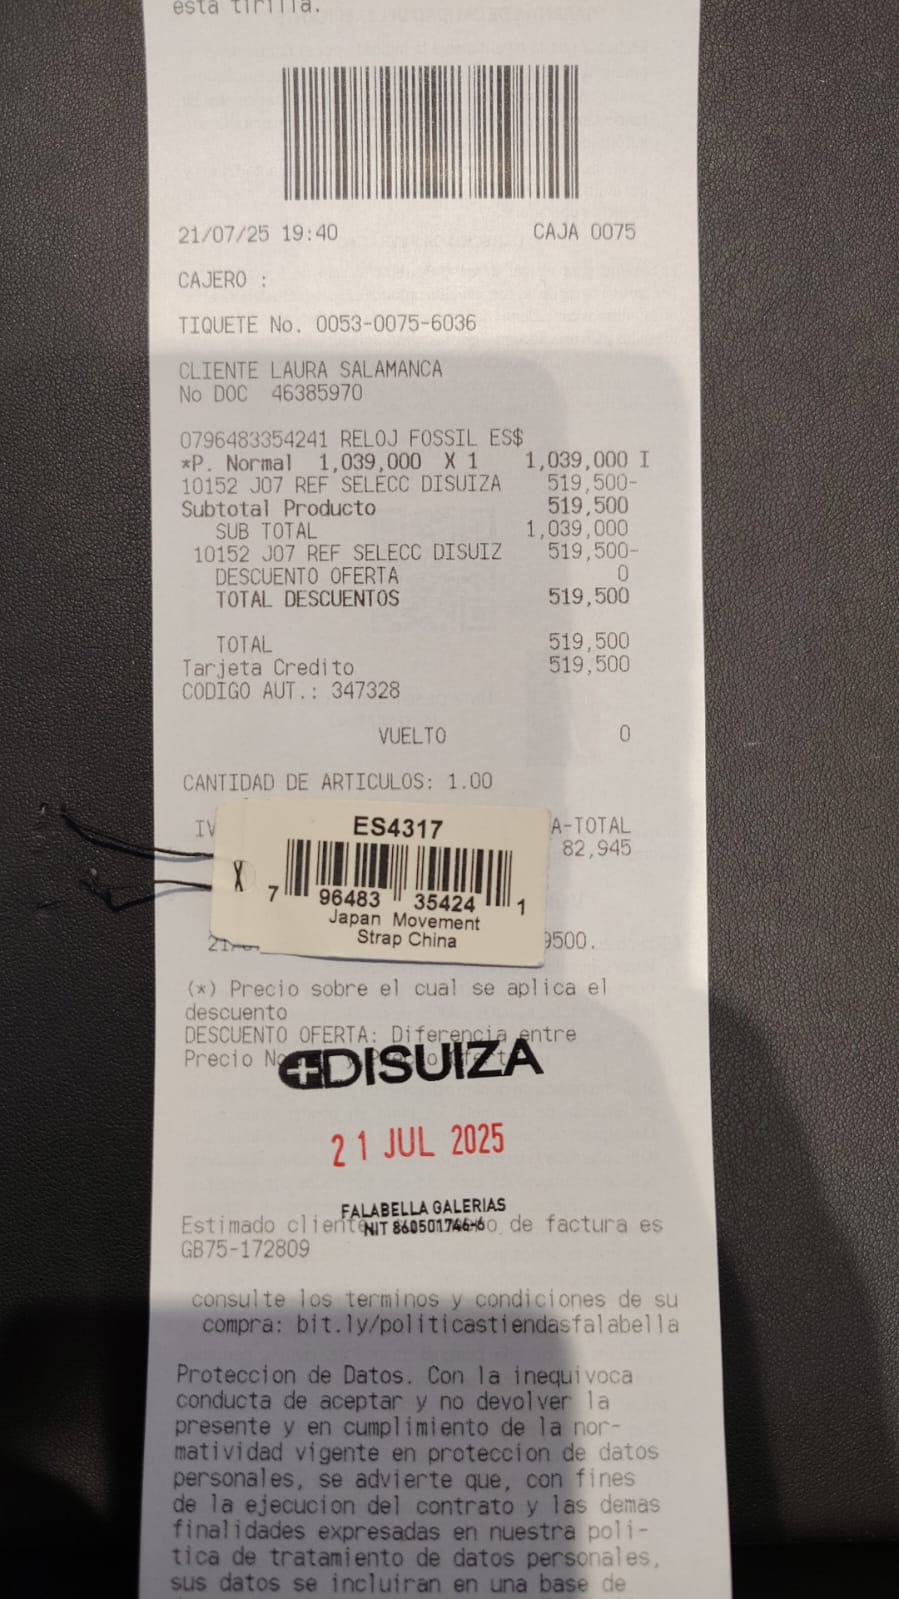 esta tirilla.
21/07/25 19:40 CAJA 0075
CAJERO :
TIQUETE No. 0053-0075-6036
CLIENTE LAURA SALAMANCA
No DOC 46385970
0796483354241 RELOJ FOSSIL ES$
*P. Normal 1,039,000 X 1 1,039,000 I
10152 J07 REF SELECC DISUIZA 519,500-
Subtotal Producto 519,500
SUB TOTAL 1,039,000
10152 J07 REF SELECC DISUIZ 519,500-
DESCUENTO OFERTA 0
TOTAL DESCUENTOS 519,500
TOTAL 519,500
Tarjeta Credito 519,500
CODIGO AUT.: 347328
VUELTO 0
CANTIDAD DE ARTICULOS: 1.00
IV A-TOTAL
82,945
ES4317
X
7 96483 35424 1
Japan Movement
Strap China
9500.
(*) Precio sobre el cual se aplica el
descuento
DESCUENTO OFERTA: Diferencia entre
Precio
DISUIZA
21 JUL 2025
FALABELLA GALERIAS
NIT 860501746-6
Estimado cliente de factura es
GB75-172809
consulte los terminos y condiciones de su
compra: bit.ly/politicastiendasfalabella
Proteccion de Datos. Con la inequivoca
conducta de aceptar y no devolver la
presente y en cumplimiento de la nor-
matividad vigente en proteccion de datos
personales, se advierte que, con fines
de la ejecucion del contrato y las demas
finalidades expresadas en nuestra poli-
tica de tratamiento de datos personales,
sus datos se incluiran en una base de